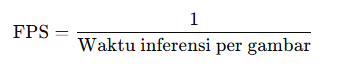 FPS = 1 / Waktu inferensi per gambar